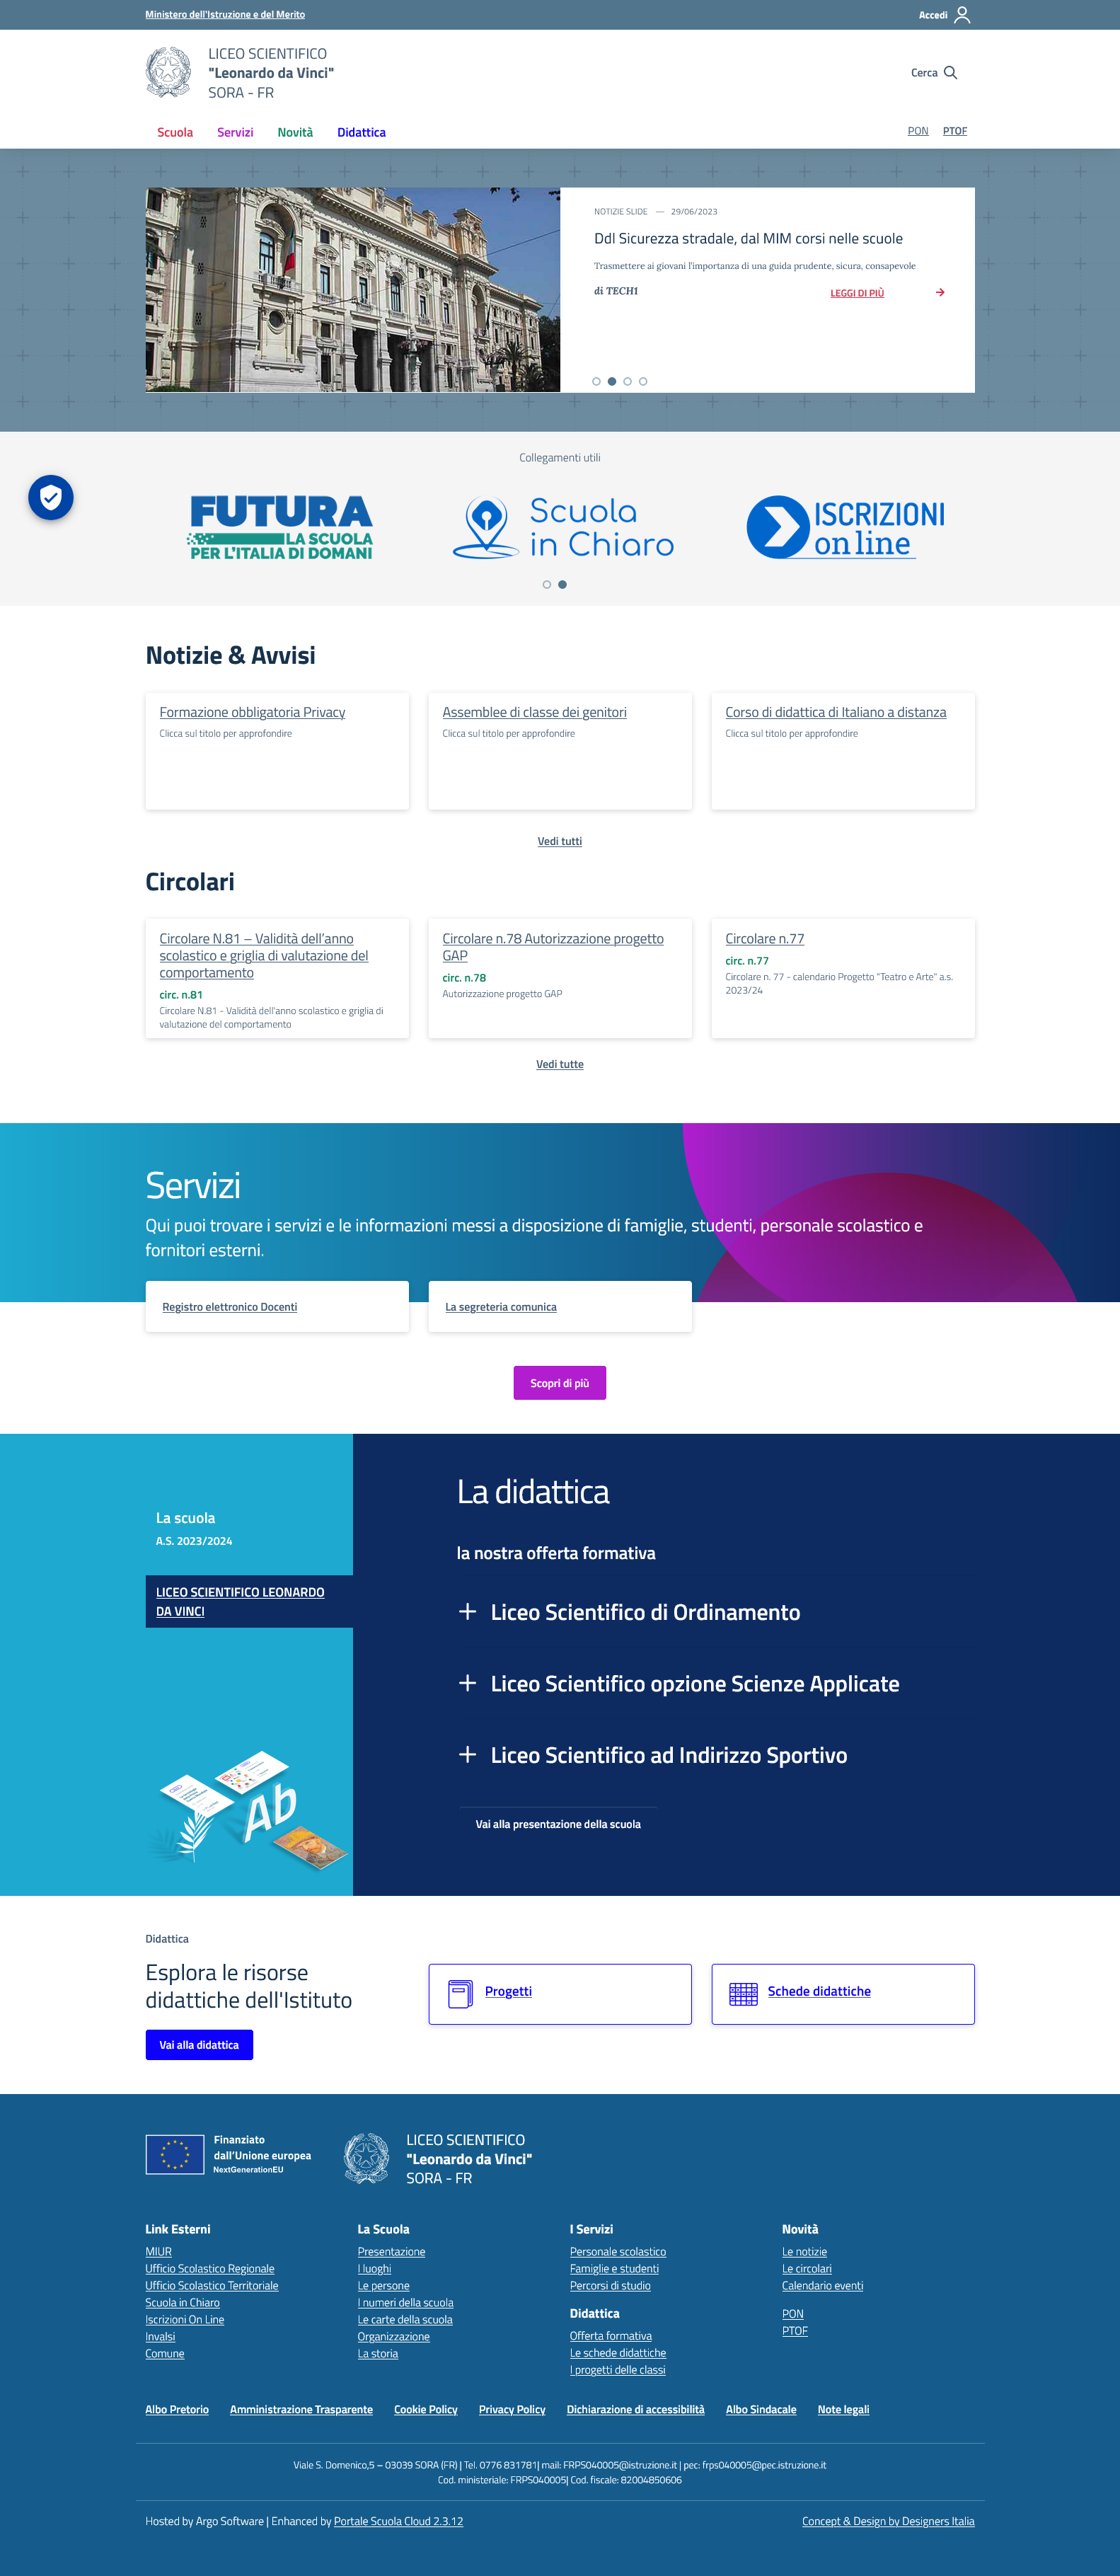 Ministero dell'Istruzione e del Merito
Accedi
LICEO SCIENTIFICO
"Leonardo da Vinci"
SORA - FR
Cerca
Scuola
Servizi
Novità
Didattica
PON
PTOF
NOTIZIE SLIDE — 29/06/2023
Ddl Sicurezza stradale, dal MIM corsi nelle scuole
Trasmettere ai giovani l'importanza di una guida prudente, sicura, consapevole
di TECH1
LEGGI DI PIÙ
Collegamenti utili
FUTURA
LA SCUOLA
PER L'ITALIA DI DOMANI
Scuola
in Chiaro
ISCRIZIONI
on line
Notizie & Avvisi
Formazione obbligatoria Privacy
Clicca sul titolo per approfondire
Assemblee di classe dei genitori
Clicca sul titolo per approfondire
Corso di didattica di Italiano a distanza
Clicca sul titolo per approfondire
Vedi tutti
Circolari
Circolare N.81 – Validità dell'anno
scolastico e griglia di valutazione del
comportamento
circ. n.81
Circolare N.81 - Validità dell'anno scolastico e griglia di
valutazione del comportamento
Circolare n.78 Autorizzazione progetto
GAP
circ. n.78
Autorizzazione progetto GAP
Circolare n.77
circ. n.77
Circolare n. 77 - calendario Progetto "Teatro e Arte" a.s.
2023/24
Vedi tutte
Servizi
Qui puoi trovare i servizi e le informazioni messi a disposizione di famiglie, studenti, personale scolastico e
fornitori esterni.
Registro elettronico Docenti
La segreteria comunica
Scopri di più
La scuola
A.S. 2023/2024
LICEO SCIENTIFICO LEONARDO
DA VINCI
Ab
La didattica
la nostra offerta formativa
Liceo Scientifico di Ordinamento
Liceo Scientifico opzione Scienze Applicate
Liceo Scientifico ad Indirizzo Sportivo
Vai alla presentazione della scuola
Didattica
Esplora le risorse
didattiche dell'Istituto
Vai alla didattica
Progetti
Schede didattiche
Finanziato
dall'Unione europea
NextGenerationEU
LICEO SCIENTIFICO
"Leonardo da Vinci"
SORA - FR
Link Esterni
MIUR
Ufficio Scolastico Regionale
Ufficio Scolastico Territoriale
Scuola in Chiaro
Iscrizioni On Line
Invalsi
Comune
La Scuola
Presentazione
I luoghi
Le persone
I numeri della scuola
Le carte della scuola
Organizzazione
La storia
I Servizi
Personale scolastico
Famiglie e studenti
Percorsi di studio
Didattica
Offerta formativa
Le schede didattiche
I progetti delle classi
Novità
Le notizie
Le circolari
Calendario eventi
PON
PTOF
Albo Pretorio
Amministrazione Trasparente
Cookie Policy
Privacy Policy
Dichiarazione di accessibilità
Albo Sindacale
Note legali
Viale S. Domenico,5 – 03039 SORA (FR) | Tel. 0776 831781| mail: FRPS040005@istruzione.it | pec: frps040005@pec.istruzione.it
Cod. ministeriale: FRPS040005| Cod. fiscale: 82004850606
Hosted by Argo Software | Enhanced by Portale Scuola Cloud 2.3.12
Concept & Design by Designers Italia